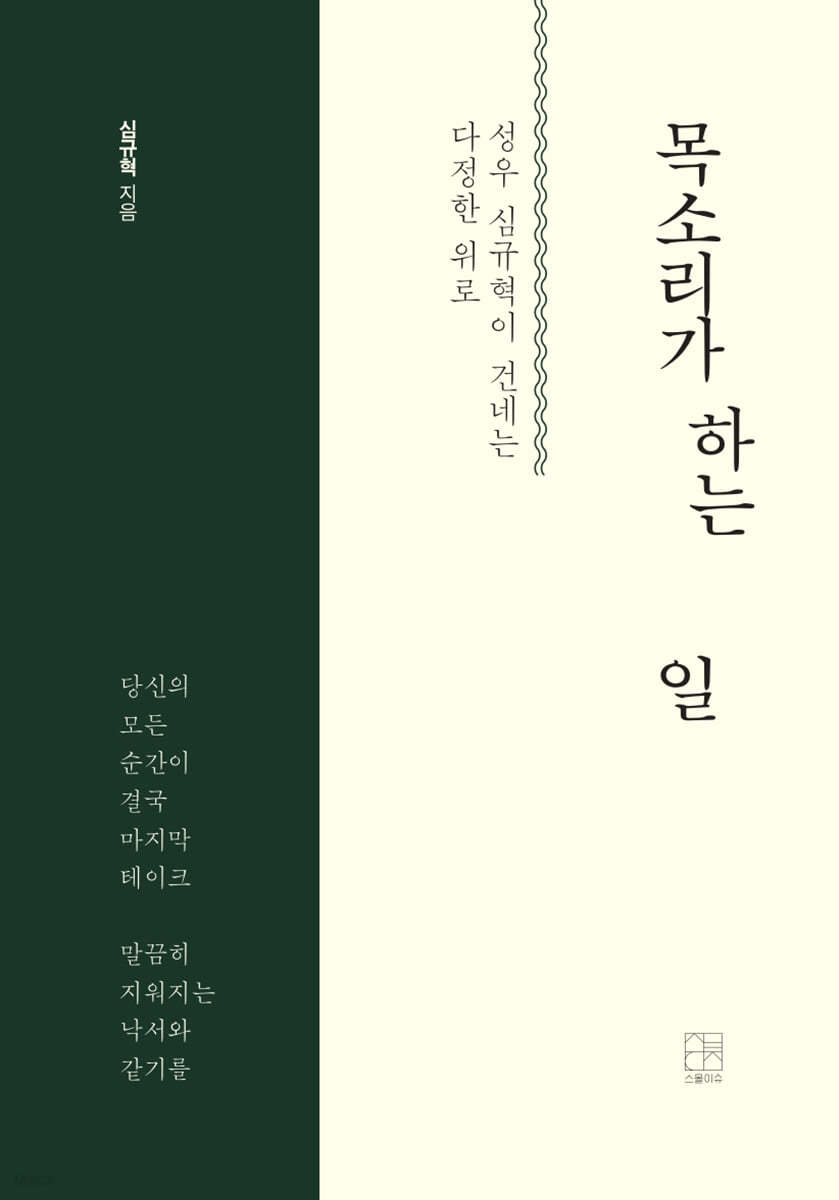 목소리가 하는 일
성우 심규혁이 건네는
다정한 위로
심규혁 지음
당신의
모든
순간이
결국
마지막
테이크
말끔히
지워지는
낙서와
같기를
스몰이슈